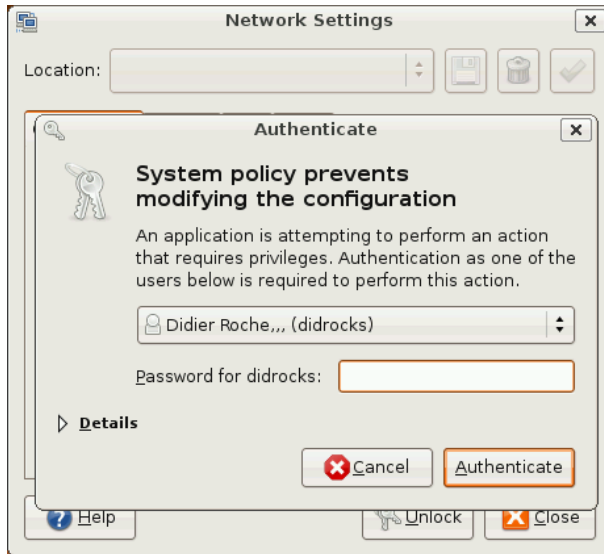 Network Settings
Location:
Authenticate
System policy prevents
modifying the configuration
An application is attempting to perform an action
that requires privileges. Authentication as one of the
users below is required to perform this action.
Didier Roche,,, (didrocks)
Password for didrocks:
Details
Cancel
Authenticate
Help
Unlock
Close